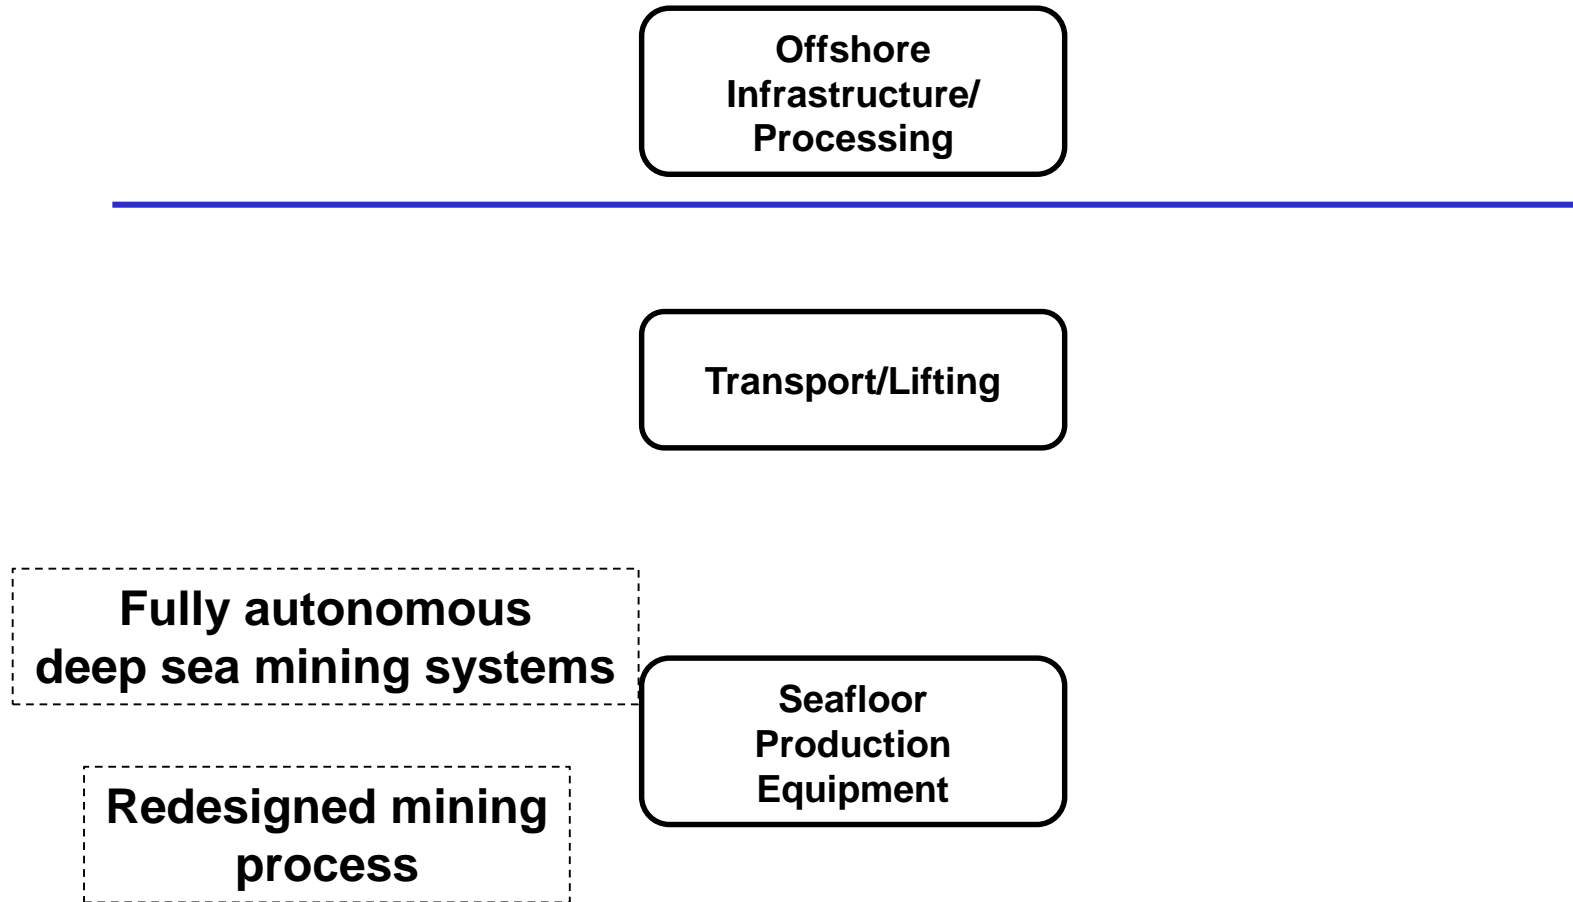 Offshore
Infrastructure/
Processing
Transport/Lifting
Fully autonomous
deep sea mining systems
Seafloor
Production
Equipment
Redesigned mining
process